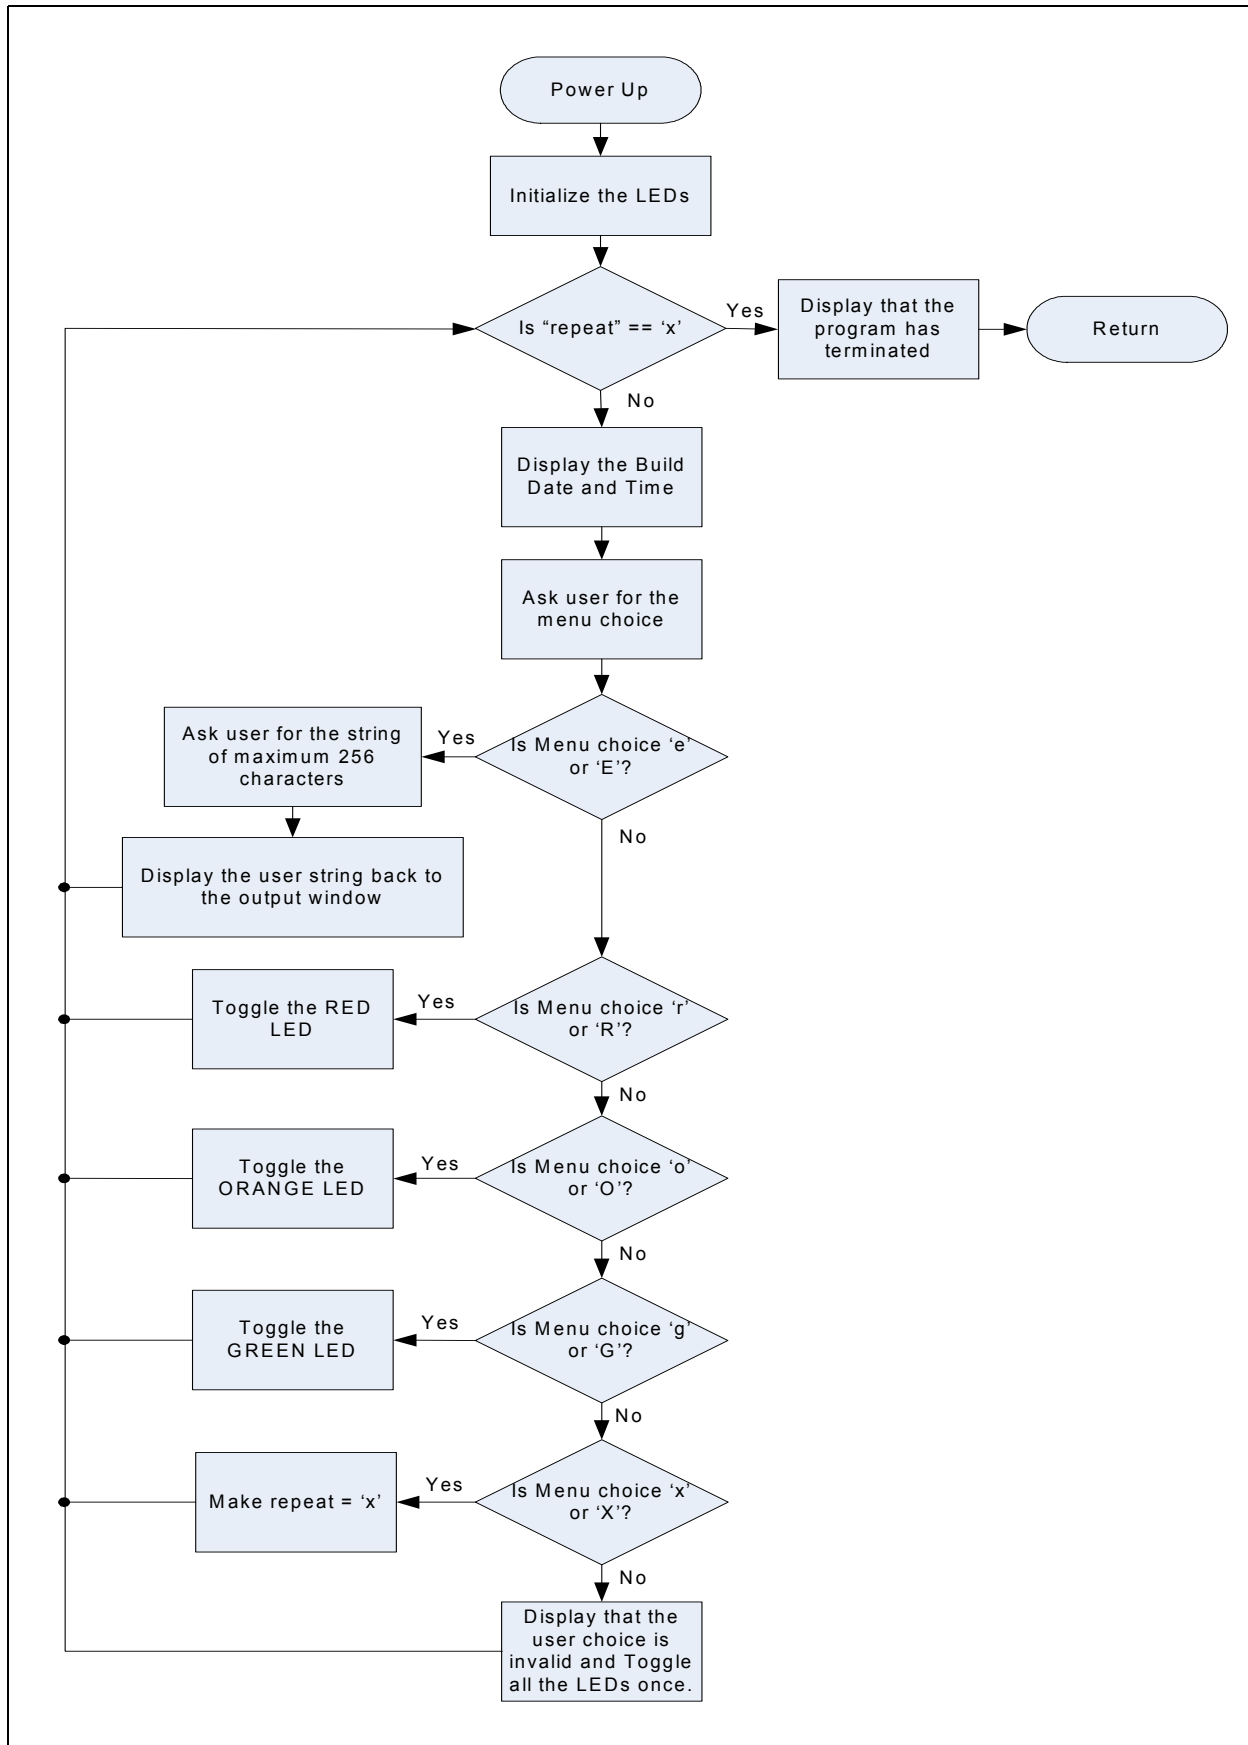 Power Up
Initialize the LEDs
Is “repeat” == ‘x’
Yes
Display that the
program has
terminated
Return
No
Display the Build
Date and Time
Ask user for the
menu choice
Is Menu choice ‘e’
or ‘E’?
Yes
Ask user for the string
of maximum 256
characters
Display the user string back to
the output window
No
Is Menu choice ‘r’
or ‘R’?
Yes
Toggle the RED
LED
No
Is Menu choice ‘o’
or ‘O’?
Yes
Toggle the
ORANGE LED
No
Is Menu choice ‘g’
or ‘G’?
Yes
Toggle the
GREEN LED
No
Is Menu choice ‘x’
or ‘X’?
Yes
Make repeat = ‘x’
No
Display that the
user choice is
invalid and Toggle
all the LEDs once.